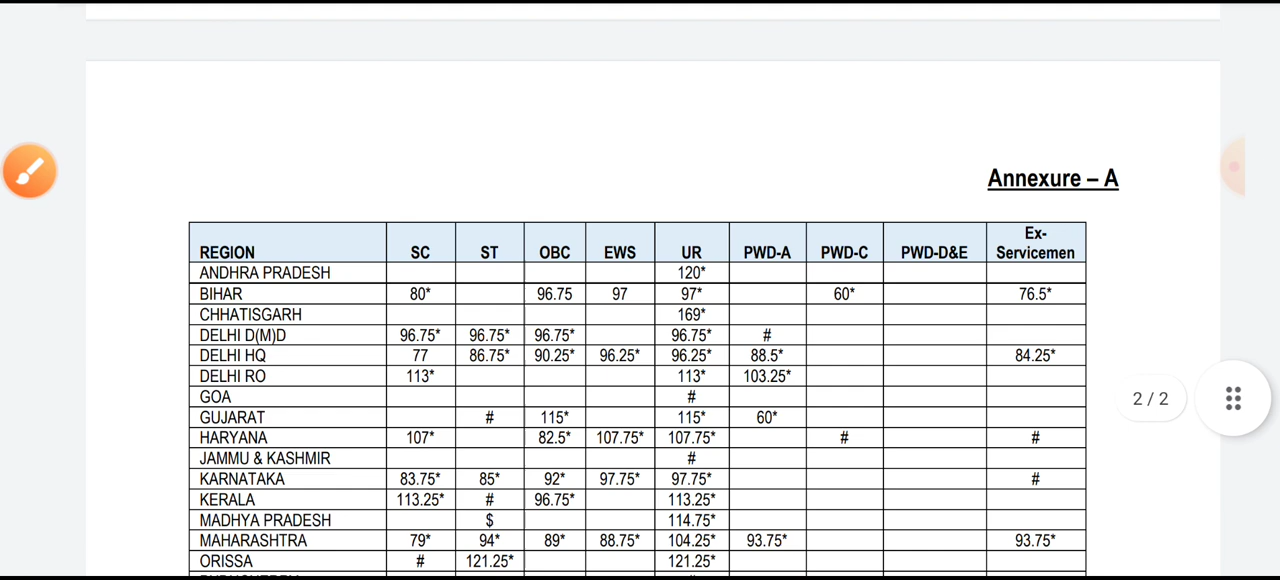 Annexure – A
REGION SC ST OBC EWS UR PWD-A PWD-C PWD-D&E Ex-Servicemen
ANDHRA PRADESH 120*
BIHAR 80* 96.75 97 97* 60* 76.5*
CHHATISGARH 169*
DELHI D(M)D 96.75* 96.75* 96.75* 96.75* #
DELHI HQ 77 86.75* 90.25* 96.25* 96.25* 88.5* 84.25*
DELHI RO 113* 113* 103.25*
GOA #
GUJARAT # 115* 115* 60*
HARYANA 107* 82.5* 107.75* 107.75* # #
JAMMU & KASHMIR #
KARNATAKA 83.75* 85* 92* 97.75* 97.75* #
KERALA 113.25* # 96.75* 113.25*
MADHYA PRADESH $ 114.75*
MAHARASHTRA 79* 94* 89* 88.75* 104.25* 93.75* 93.75*
ORISSA # 121.25* 121.25*
2 / 2